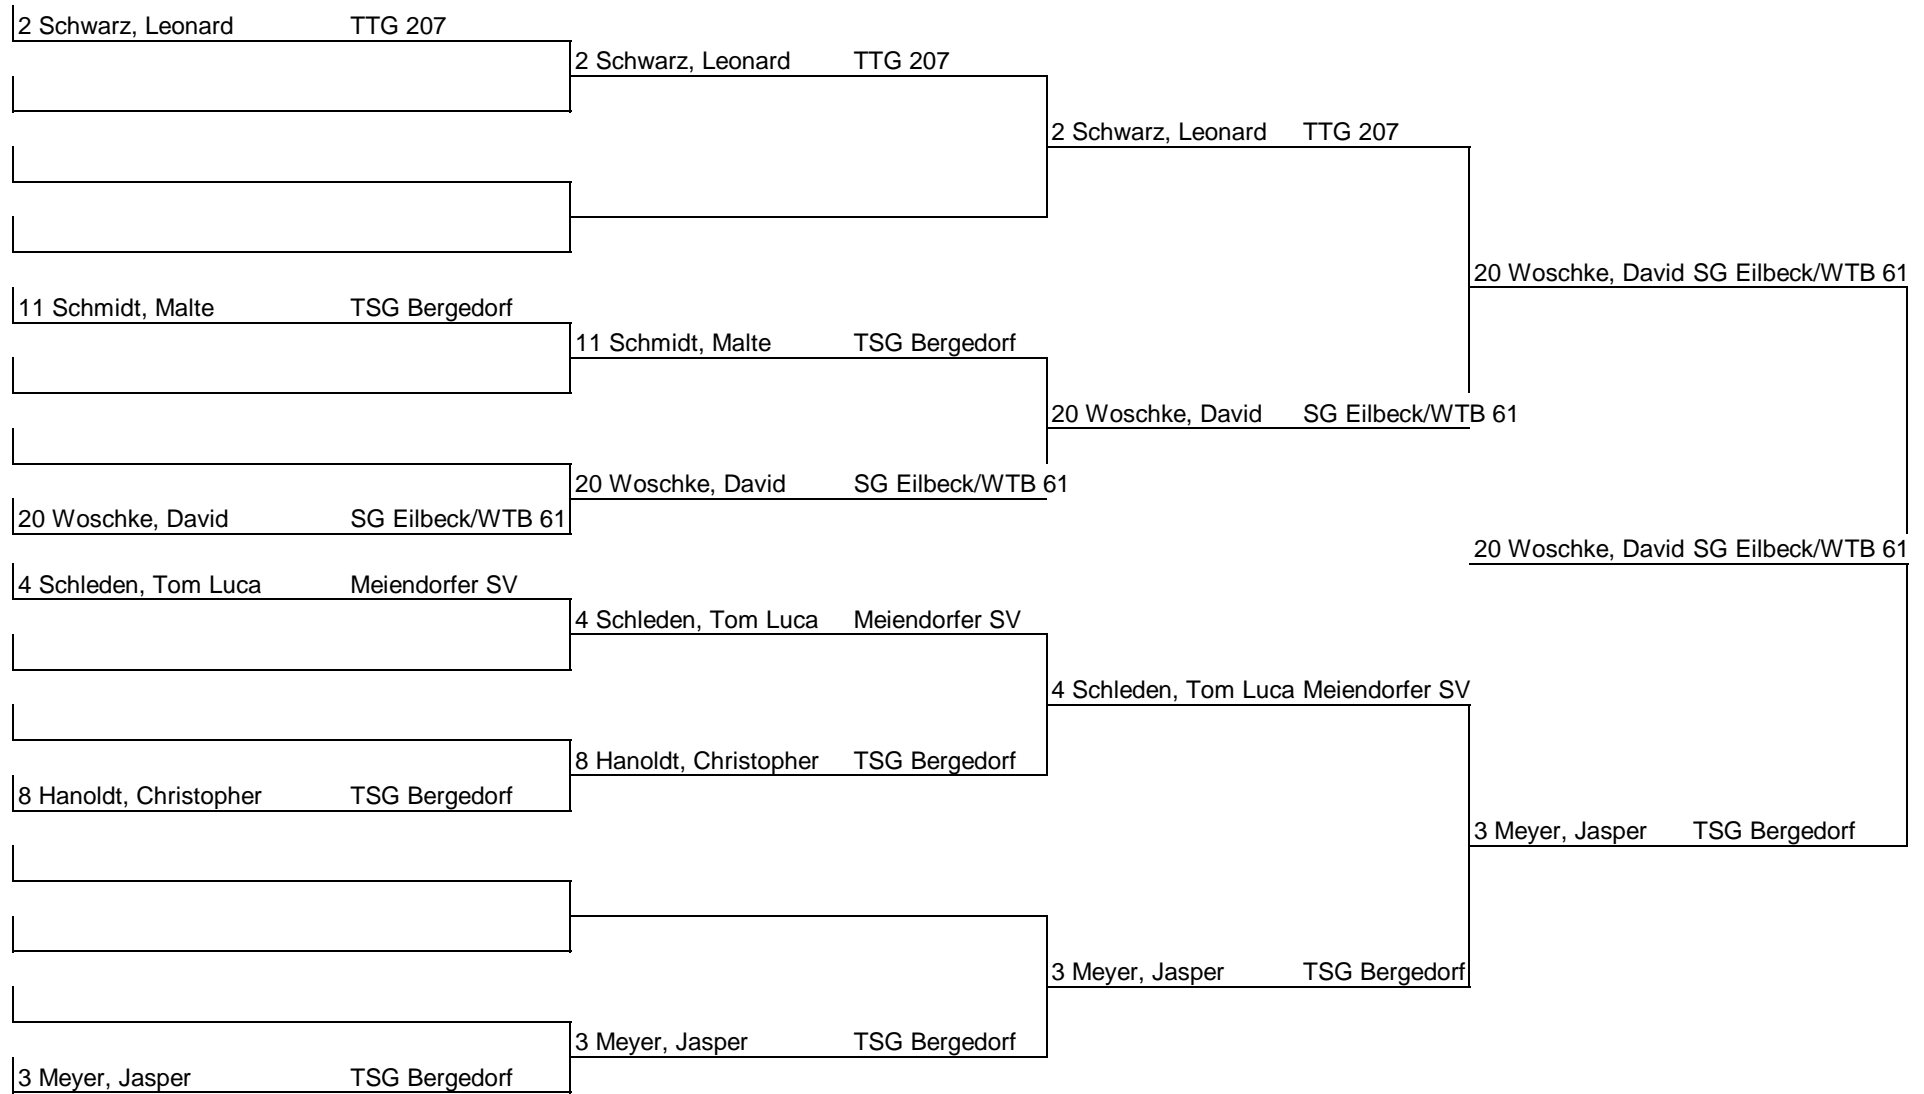 2 Schwarz, Leonard TTG 207
2 Schwarz, Leonard TTG 207
2 Schwarz, Leonard TTG 207
20 Woschke, David SG Eilbeck/WTB 61
11 Schmidt, Malte TSG Bergedorf
11 Schmidt, Malte TSG Bergedorf
20 Woschke, David SG Eilbeck/WTB 61
20 Woschke, David SG Eilbeck/WTB 61
20 Woschke, David SG Eilbeck/WTB 61
20 Woschke, David SG Eilbeck/WTB 61
4 Schleden, Tom Luca Meiendorfer SV
4 Schleden, Tom Luca Meiendorfer SV
4 Schleden, Tom Luca Meiendorfer SV
8 Hanoldt, Christopher TSG Bergedorf
8 Hanoldt, Christopher TSG Bergedorf
3 Meyer, Jasper TSG Bergedorf
3 Meyer, Jasper TSG Bergedorf
3 Meyer, Jasper TSG Bergedorf
3 Meyer, Jasper TSG Bergedorf